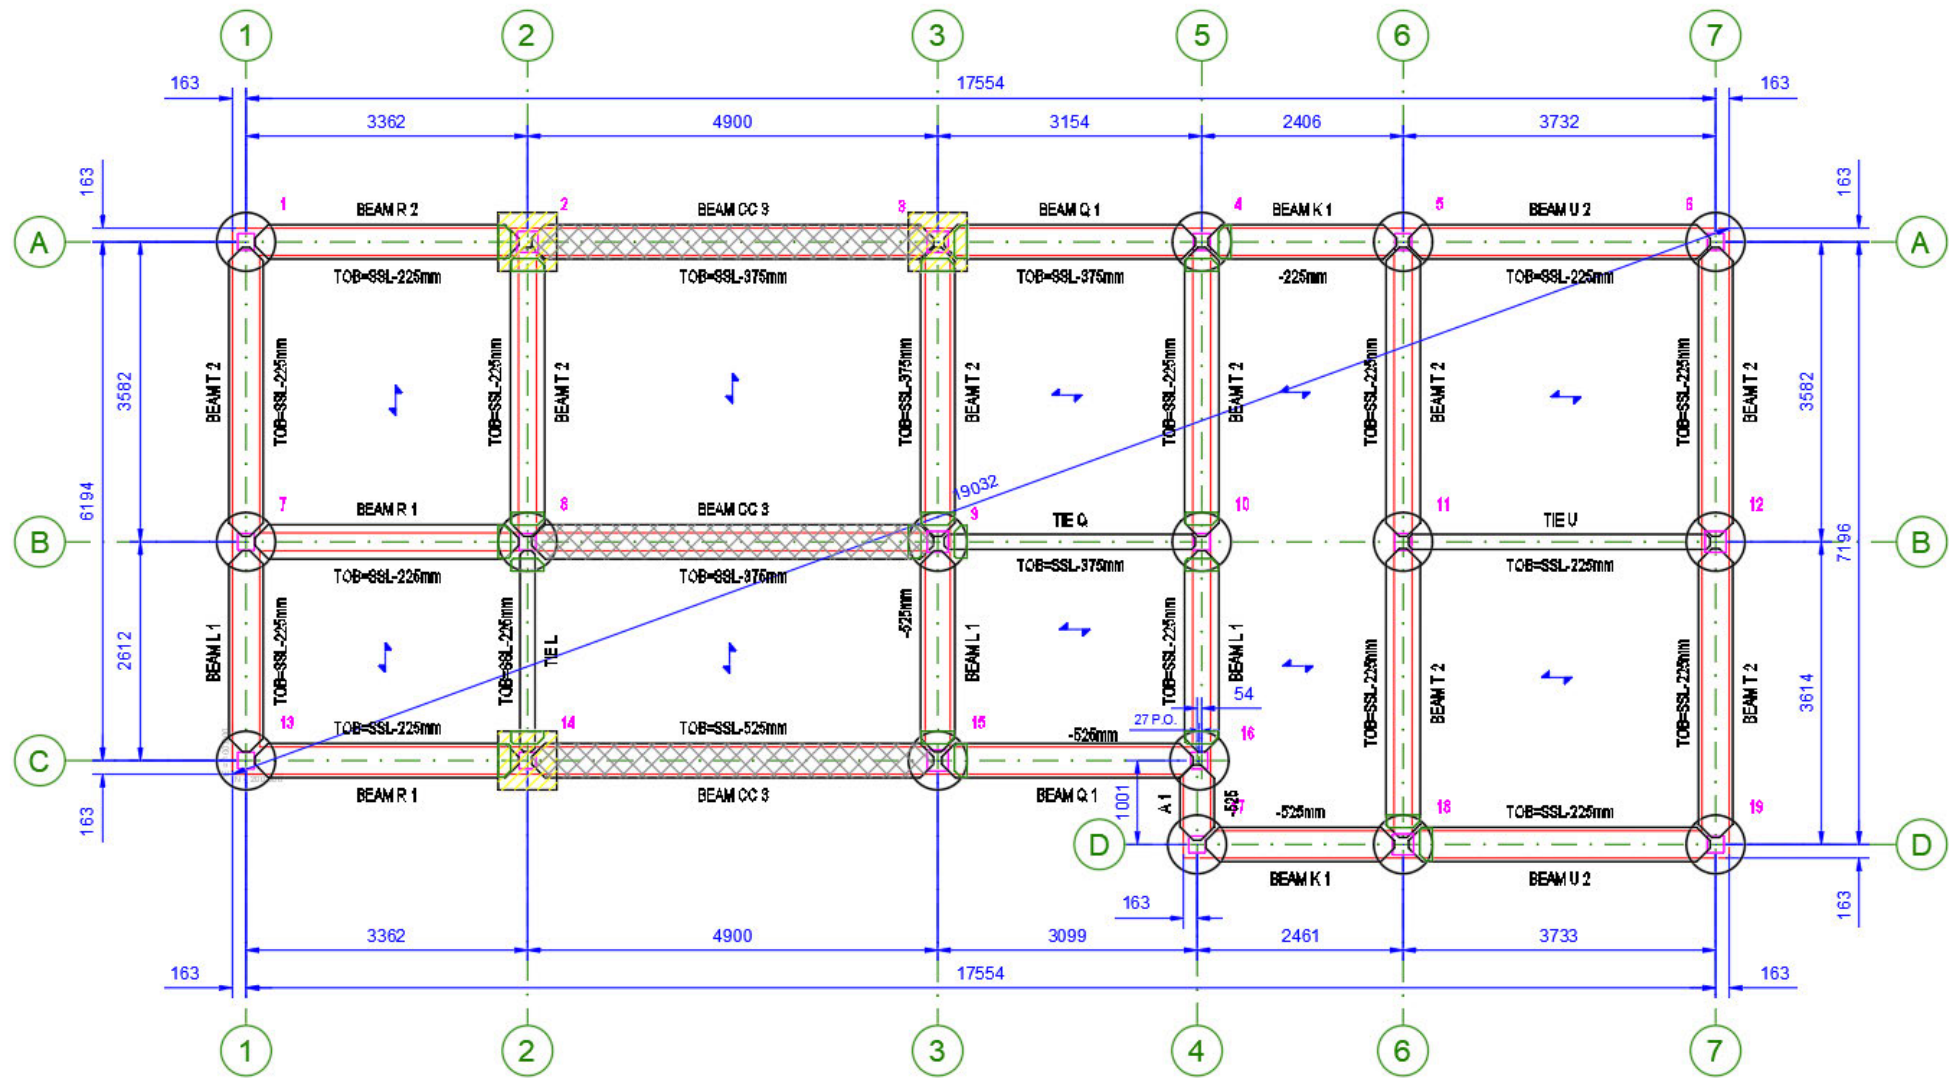 1 2 3 5 6 7
163 17554 163
3362 4900 3154 2406 3732
163 163
1 BEAM R 2 2 BEAM CC 3 3 BEAM Q 1 4 BEAM K 1 5 BEAM U 2 6
A A
TOB=SSL-225mm TOB=SSL-375mm TOB=SSL-375mm -225mm TOB=SSL-225mm
3582 BEAM T 2 TOB=SSL-225mm TOB=SSL-225mm BEAM T 2 TOB=SSL-375mm BEAM T 2 TOB=SSL-225mm BEAM T 2 TOB=SSL-225mm BEAM T 2 TOB=SSL-225mm BEAM T 2 3582
6194 19032 7196
7 BEAM R 1 8 BEAM CC 3 9 TIE Q 10 11 TIE U 12
B B
TOB=SSL-225mm TOB=SSL-375mm TOB=SSL-375mm TOB=SSL-225mm
2612 BEAM L 1 TOB=SSL-225mm TOB=SSL-225mm TIE L -525mm BEAM L 1 TOB=SSL-225mm BEAM L 1 TOB=SSL-225mm BEAM T 2 TOB=SSL-225mm BEAM T 2 3614
54
27 P.O.
13 TOB=SSL-225mm 14 TOB=SSL-525mm 15 -525mm 16
C
BEAM R 1 BEAM CC 3 BEAM Q 1
163 1001 A 1 -525 -525mm 18 TOB=SSL-225mm 19
D D
BEAM K 1 BEAM U 2
163 163
3362 4900 3099 2461 3733
163 17554 163
1 2 3 4 6 7